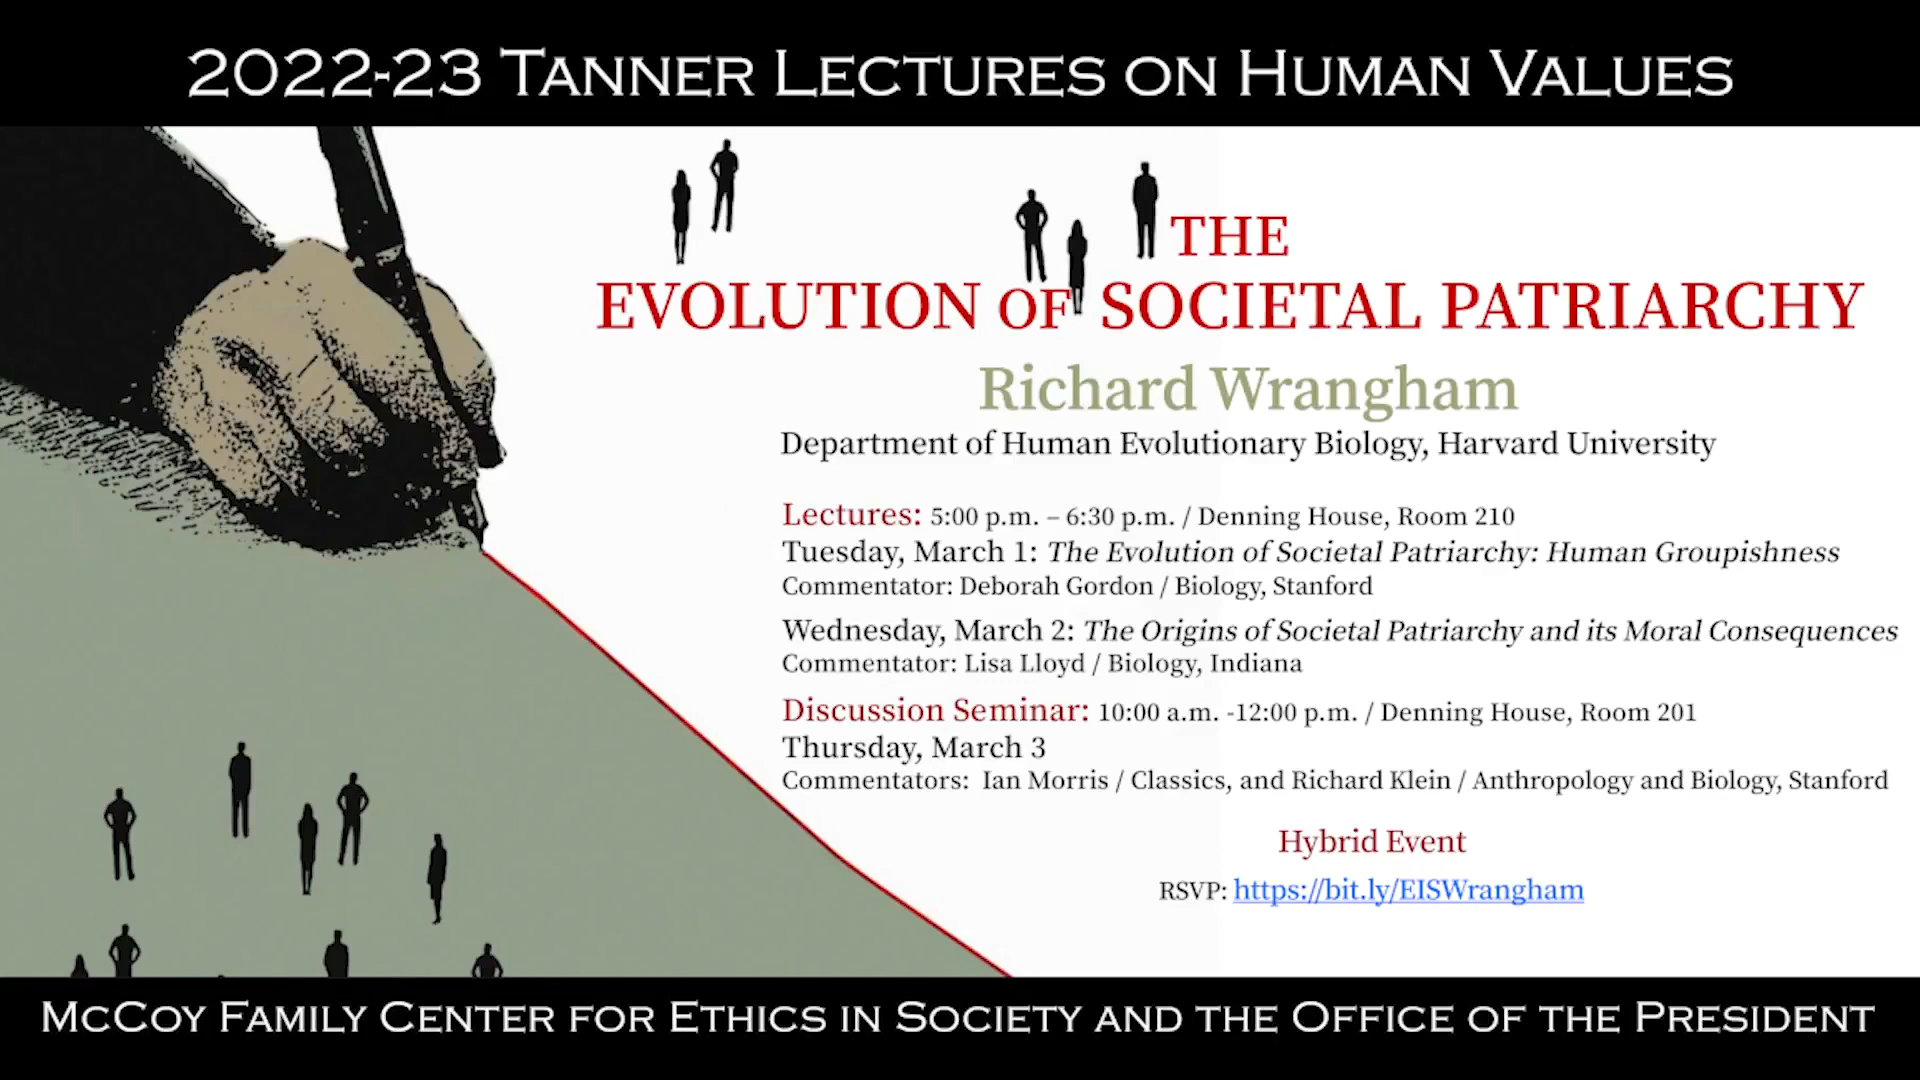 2022-23 TANNER LECTURES ON HUMAN VALUES
THE
EVOLUTION OF SOCIETAL PATRIARCHY
Richard Wrangham
Department of Human Evolutionary Biology, Harvard University
Lectures: 5:00 p.m. – 6:30 p.m. / Denning House, Room 210
Tuesday, March 1: The Evolution of Societal Patriarchy: Human Groupishness
Commentator: Deborah Gordon / Biology, Stanford
Wednesday, March 2: The Origins of Societal Patriarchy and its Moral Consequences
Commentator: Lisa Lloyd / Biology, Indiana
Discussion Seminar: 10:00 a.m. -12:00 p.m. / Denning House, Room 201
Thursday, March 3
Commentators: Ian Morris / Classics, and Richard Klein / Anthropology and Biology, Stanford
Hybrid Event
RSVP: https://bit.ly/EISWrangham
MCCOY FAMILY CENTER FOR ETHICS IN SOCIETY AND THE OFFICE OF THE PRESIDENT